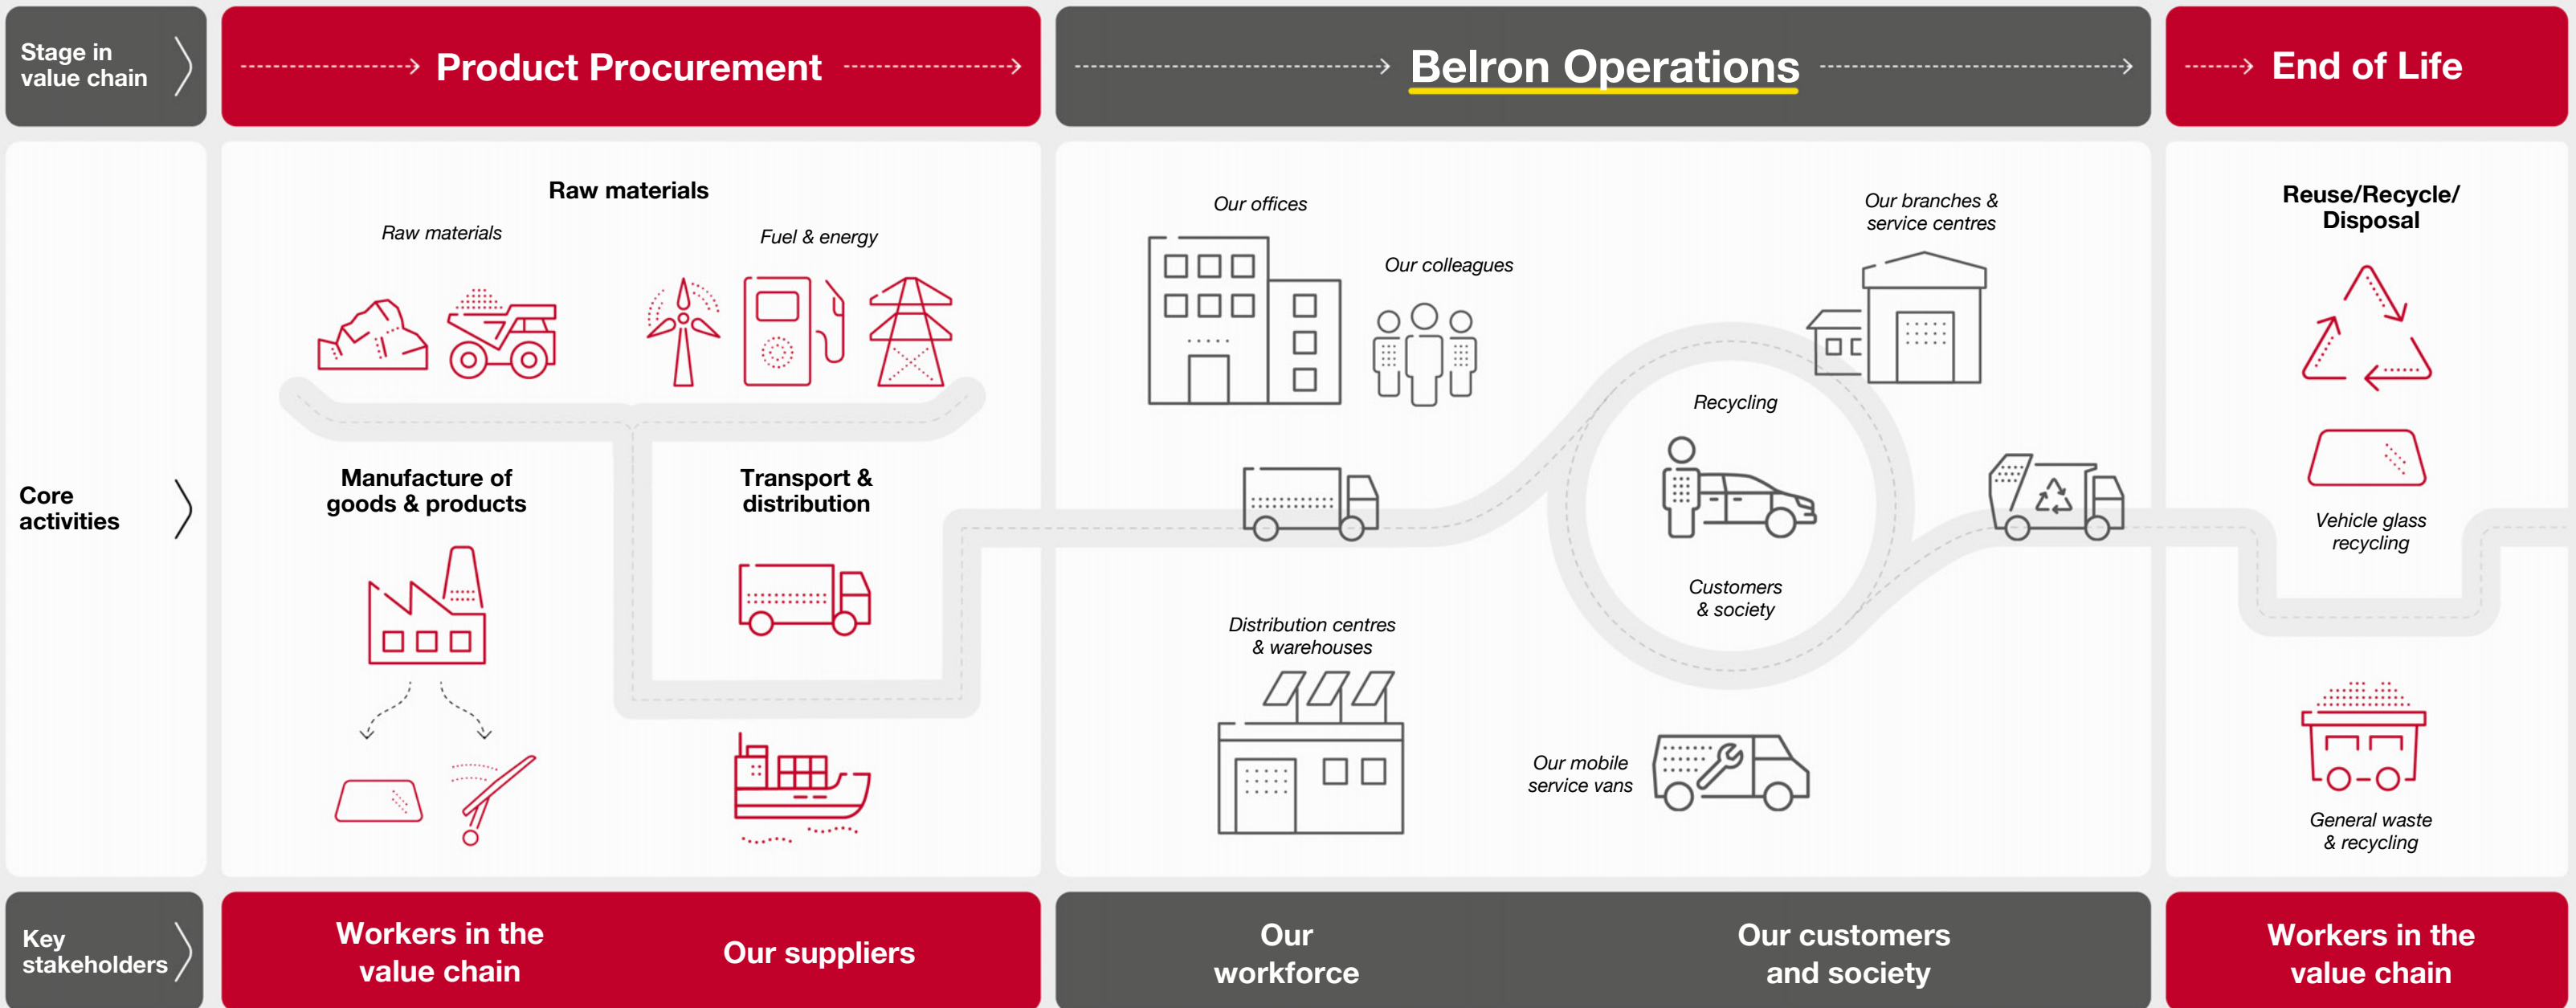 Stage in
value chain
Product Procurement
Belron Operations
End of Life
Core
activities
Raw materials
Raw materials
Fuel & energy
Manufacture of
goods & products
Transport &
distribution
Our offices
Our colleagues
Our branches &
service centres
Recycling
Customers
& society
Distribution centres
& warehouses
Our mobile
service vans
Reuse/Recycle/
Disposal
Vehicle glass
recycling
General waste
& recycling
Key
stakeholders
Workers in the
value chain
Our suppliers
Our
workforce
Our customers
and society
Workers in the
value chain